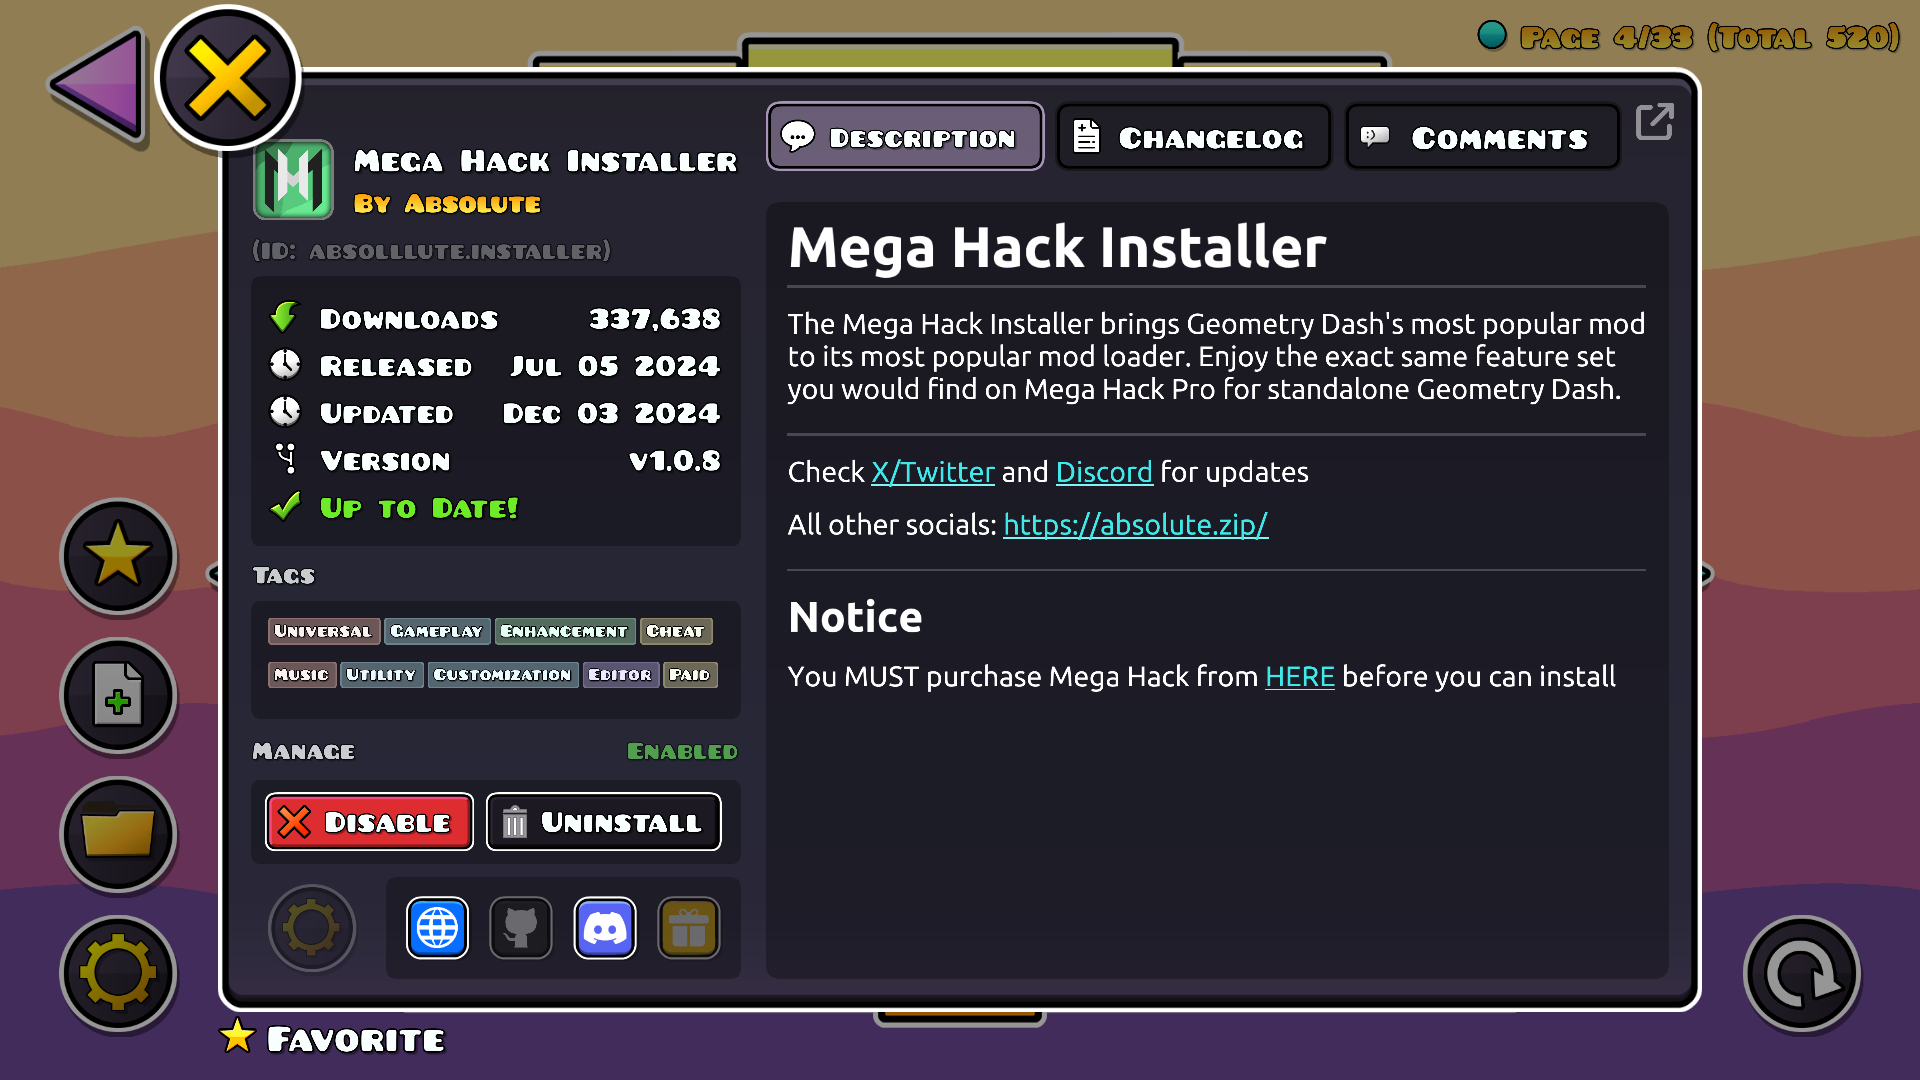 Page 4/33 (Total 520)
Mega Hack Installer
By Absolute
(ID: absolllute.installer)
Downloads 337,638
Released Jul 05 2024
Updated Dec 03 2024
Version v1.0.8
Up to Date!
Tags
Universal Gameplay Enhancement Cheat
Music Utility Customization Editor Paid
Manage Enabled
Disable Uninstall
Favorite
Description Changelog Comments
Mega Hack Installer
The Mega Hack Installer brings Geometry Dash's most popular mod
to its most popular mod loader. Enjoy the exact same feature set
you would find on Mega Hack Pro for standalone Geometry Dash.
Check X/Twitter and Discord for updates
All other socials: https://absolute.zip/
Notice
You MUST purchase Mega Hack from HERE before you can install